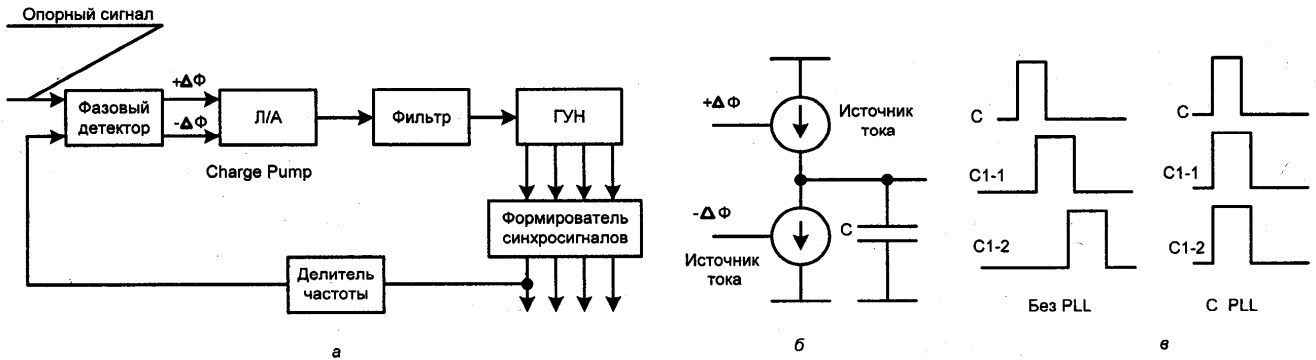 Опорный сигнал
Фазовый
детектор
+ΔΦ
-ΔΦ
Л/А
Charge Pump
Фильтр
ГУН
Формирователь
синхросигналов
Делитель
частоты
а
+ΔΦ
Источник
тока
-ΔΦ
Источник
тока
C
б
C
C1-1
C1-2
Без PLL
C
C1-1
C1-2
С PLL
в